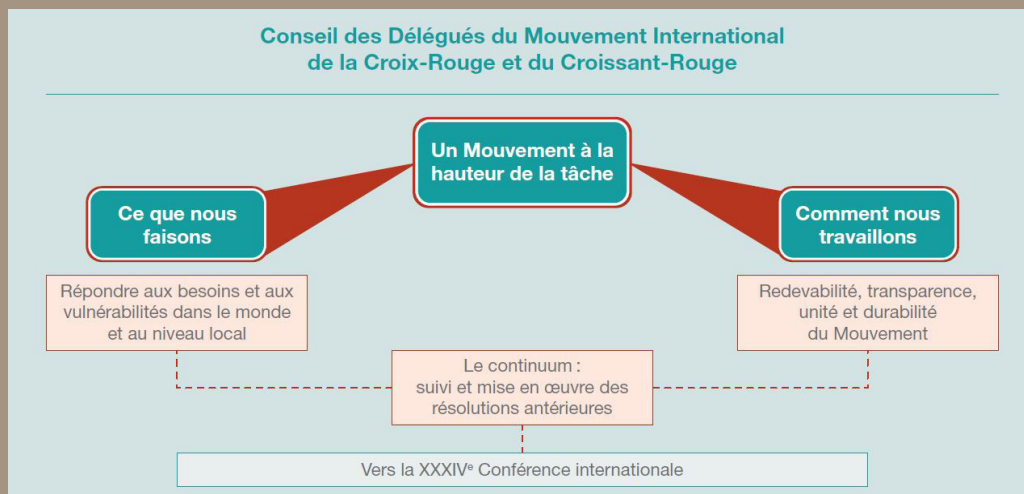 Conseil des Délégués du Mouvement International
de la Croix-Rouge et du Croissant-Rouge
Un Mouvement à la
hauteur de la tâche
Ce que nous
faisons
Comment nous
travaillons
Répondre aux besoins et aux
vulnérabilités dans le monde
et au niveau local
Redevabilité, transparence,
unité et durabilité
du Mouvement
Le continuum :
suivi et mise en œuvre des
résolutions antérieures
Vers la XXXIVᵉ Conférence internationale